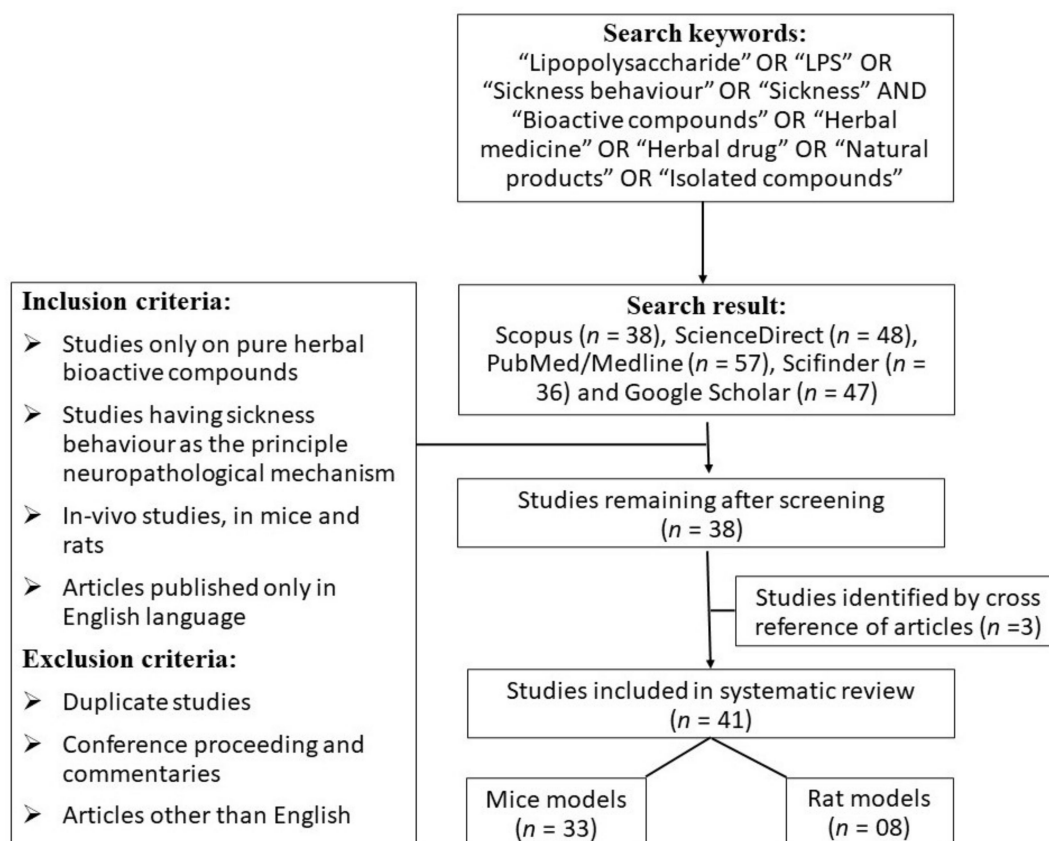 Search keywords:
“Lipopolysaccharide” OR “LPS” OR
“Sickness behaviour” OR “Sickness” AND
“Bioactive compounds” OR “Herbal
medicine” OR “Herbal drug” OR “Natural
products” OR “Isolated compounds”
Search result:
Scopus (n = 38), ScienceDirect (n = 48),
PubMed/Medline (n = 57), Scifinder (n =
36) and Google Scholar (n = 47)
Inclusion criteria:
➢ Studies only on pure herbal
bioactive compounds
➢ Studies having sickness
behaviour as the principle
neuropathological mechanism
➢ In-vivo studies, in mice and
rats
➢ Articles published only in
English language
Exclusion criteria:
➢ Duplicate studies
➢ Conference proceeding and
commentaries
➢ Articles other than English
Studies remaining after screening
(n = 38)
Studies identified by cross
reference of articles (n =3)
Studies included in systematic review
(n = 41)
Mice models
(n = 33)
Rat models
(n = 08)